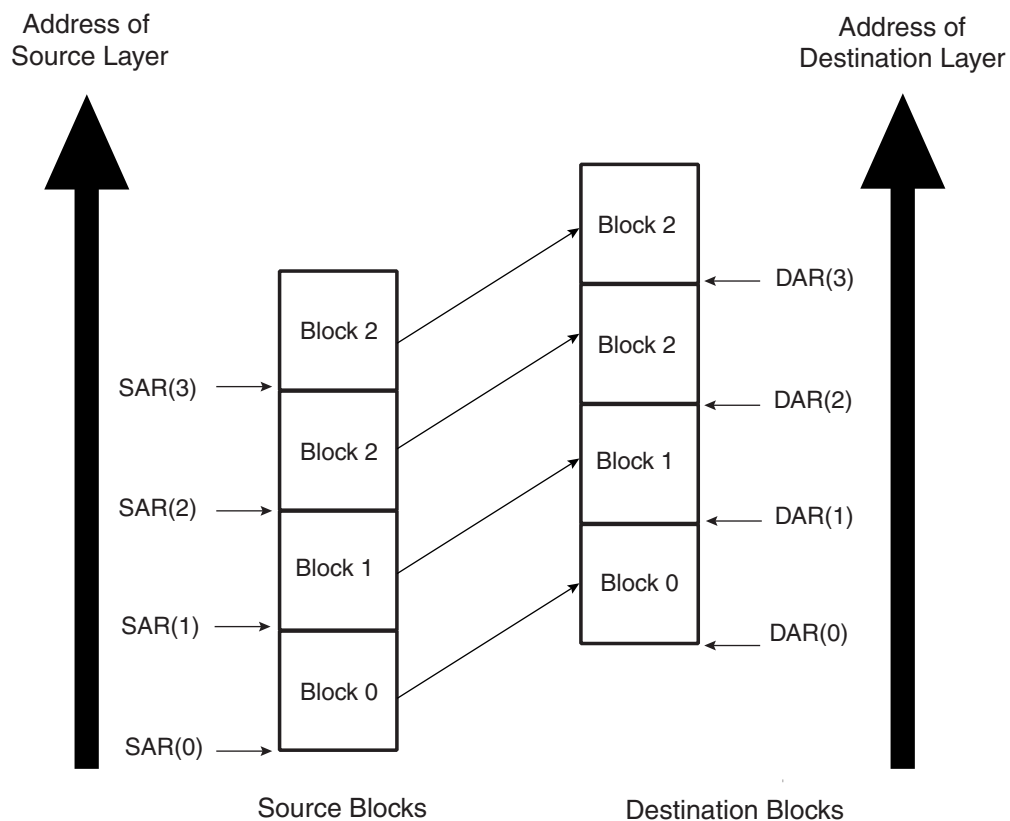 Address of
Source Layer
Address of
Destination Layer
Block 2
Block 2
DAR(3)
SAR(3)
Block 2
Block 2
DAR(2)
SAR(2)
Block 1
Block 1
DAR(1)
SAR(1)
Block 0
Block 0
DAR(0)
SAR(0)
Source Blocks
Destination Blocks